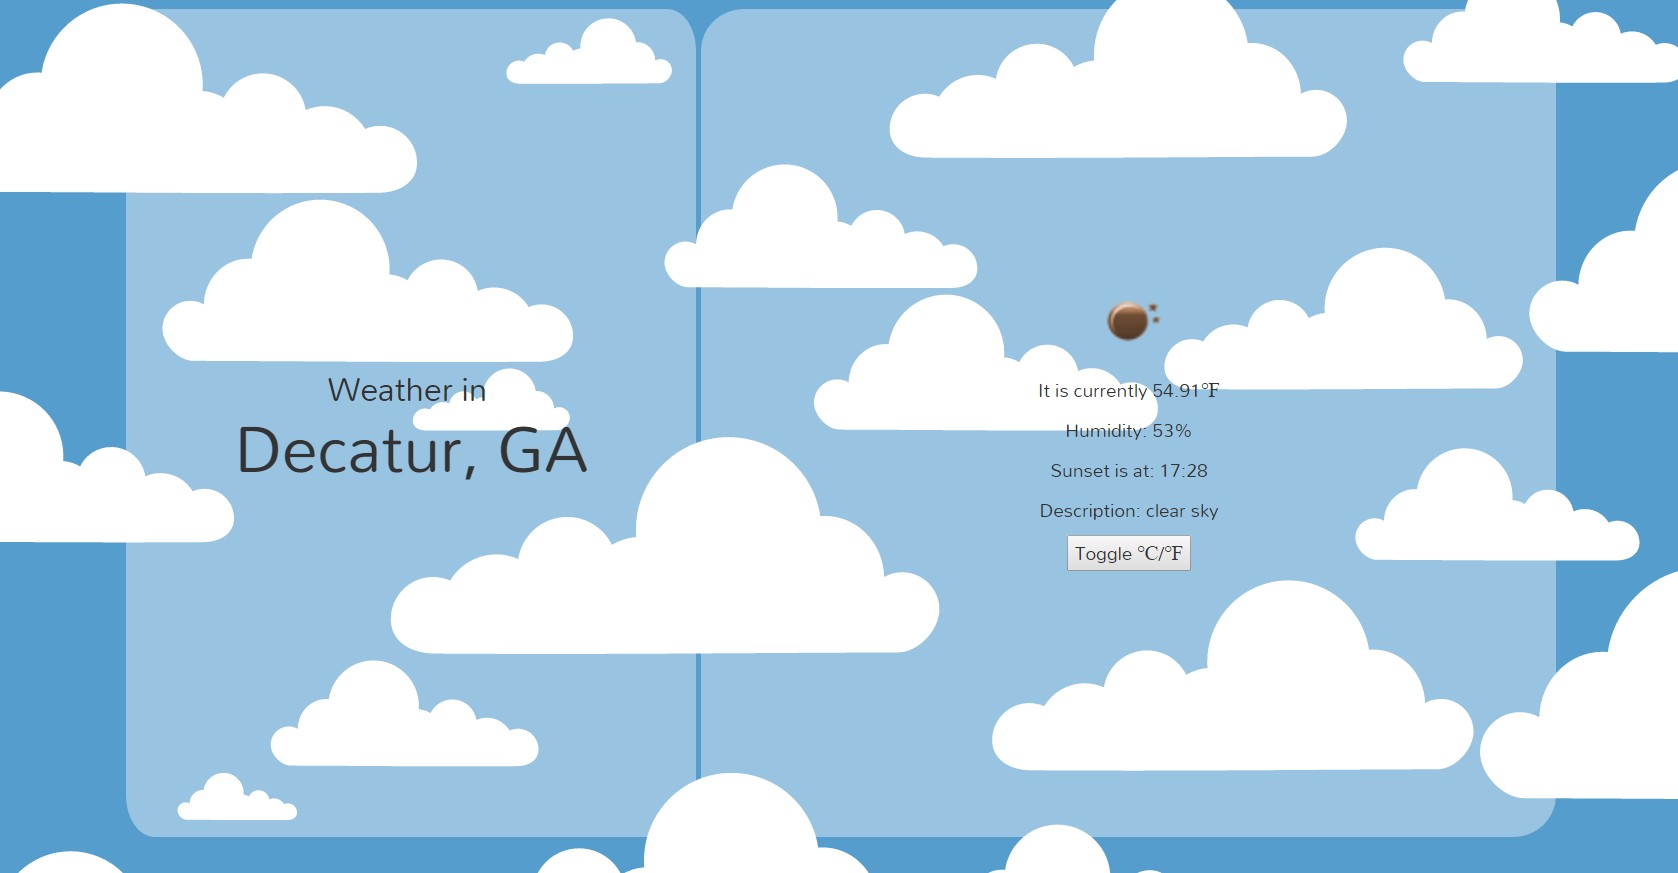 Weather in
Decatur, GA
It is currently 54.91℉
Humidity: 53%
Sunset is at: 17:28
Description: clear sky
Toggle ℃/℉